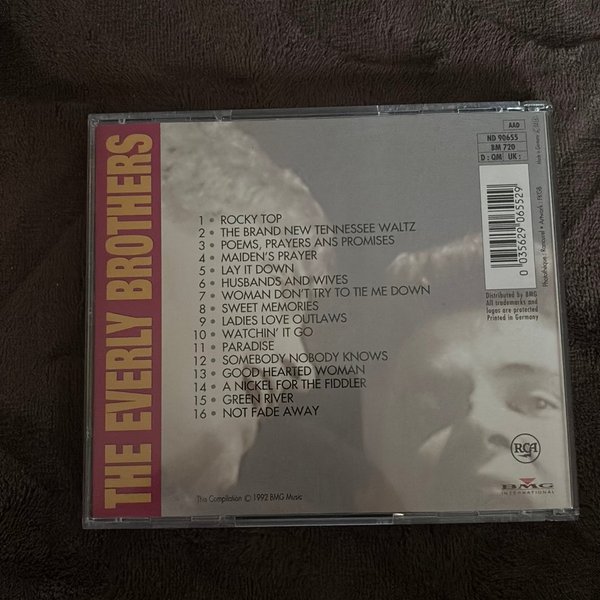 THE EVERLY BROTHERS
1 • ROCKY TOP
2 • THE BRAND NEW TENNESSEE WALTZ
3 • POEMS, PRAYERS ANS PROMISES
4 • MAIDEN'S PRAYER
5 • LAY IT DOWN
6 • HUSBANDS AND WIVES
7 • WOMAN DON'T TRY TO TIE ME DOWN
8 • SWEET MEMORIES
9 • LADIES LOVE OUTLAWS
10 • WATCHIN' IT GO
11 • PARADISE
12 • SOMEBODY NOBODY KNOWS
13 • GOOD HEARTED WOMAN
14 • A NICKEL FOR THE FIDDLER
15 • GREEN RIVER
16 • NOT FADE AWAY
This Compilation © 1992 BMG Music
AAD
ND 90655
BM 720
D : QM UK :
0 035629 065529
Distributed by BMG
All trademarks and
logos are protected
Printed in Germany
Made in Germany
Artwork : FKGB
RCA
BMG
INTERNATIONAL